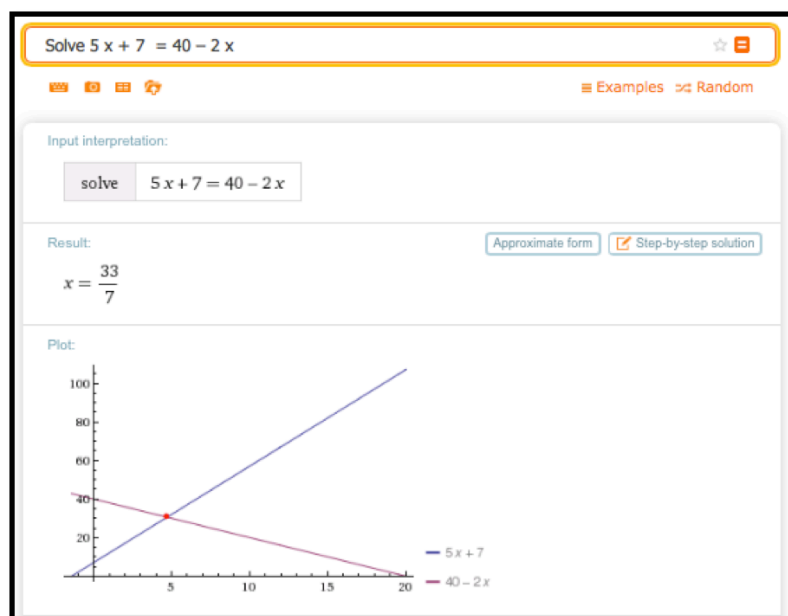 Solve 5 x + 7 = 40 – 2 x
Examples Random
Input interpretation:
solve 5 x + 7 = 40 – 2 x
Result:
Approximate form Step-by-step solution
x = 33/7
Plot:
100
80
60
40
20
5 10 15 20
5 x + 7
40 – 2 x